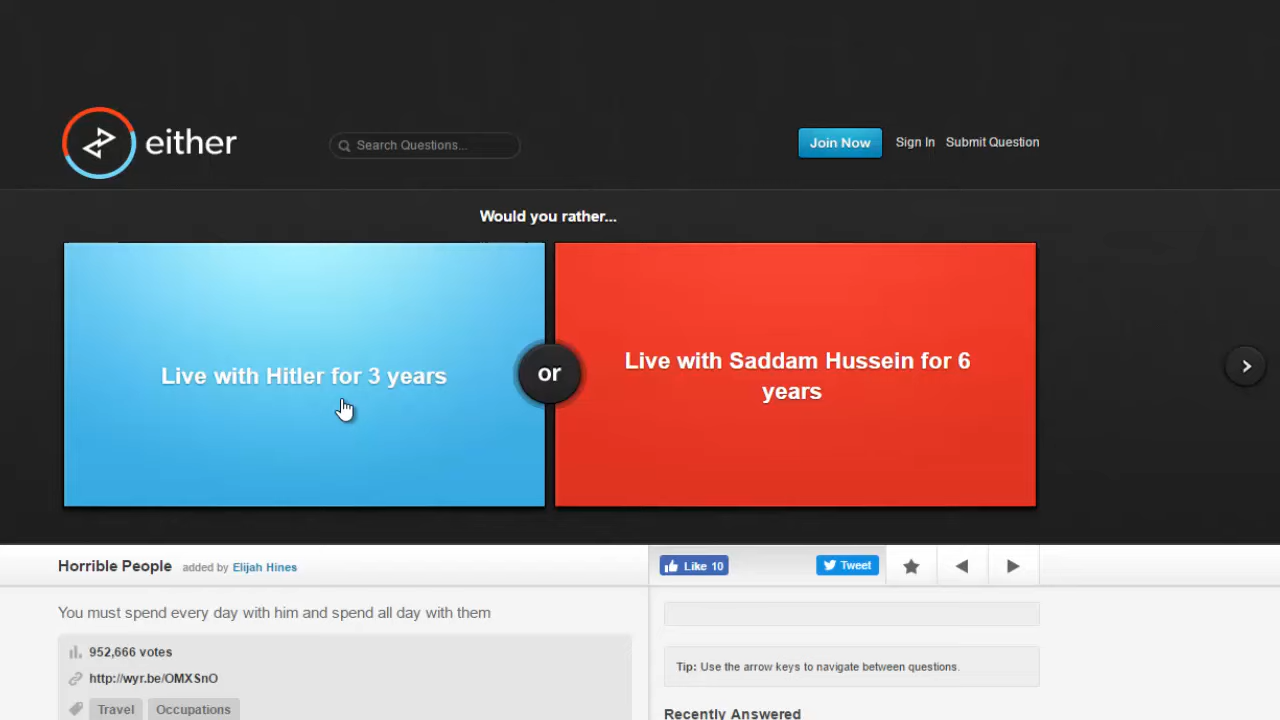 either
Search Questions...
Join Now
Sign In
Submit Question
Would you rather...
Live with Hitler for 3 years
or
Live with Saddam Hussein for 6
years
Horrible People
added by Elijah Hines
Like 10
Tweet
You must spend every day with him and spend all day with them
952,666 votes
http://wyr.be/OMXSnO
Travel
Occupations
Tip: Use the arrow keys to navigate between questions.
Recently Answered